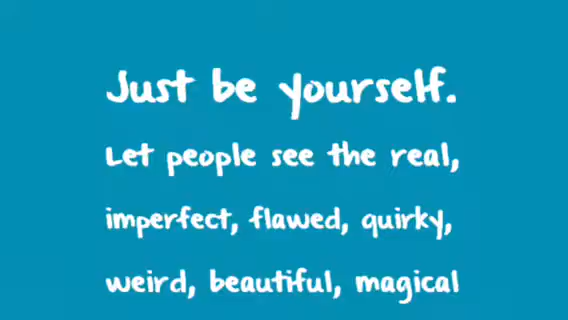 Just be yourself.
Let people see the real,
imperfect, flawed, quirky,
weird, beautiful, magical